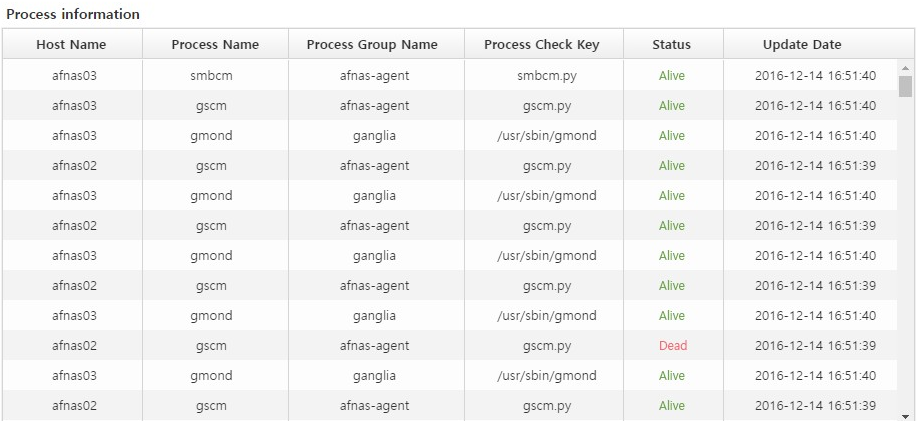 Process information
Host Name Process Name Process Group Name Process Check Key Status Update Date
afnas03 smbcm afnas-agent smbcm.py Alive 2016-12-14 16:51:40
afnas03 gscm afnas-agent gscm.py Alive 2016-12-14 16:51:40
afnas03 gmond ganglia /usr/sbin/gmond Alive 2016-12-14 16:51:40
afnas02 gscm afnas-agent gscm.py Alive 2016-12-14 16:51:39
afnas03 gmond ganglia /usr/sbin/gmond Alive 2016-12-14 16:51:40
afnas02 gscm afnas-agent gscm.py Alive 2016-12-14 16:51:39
afnas03 gmond ganglia /usr/sbin/gmond Alive 2016-12-14 16:51:40
afnas02 gscm afnas-agent gscm.py Alive 2016-12-14 16:51:39
afnas03 gmond ganglia /usr/sbin/gmond Alive 2016-12-14 16:51:40
afnas02 gscm afnas-agent gscm.py Dead 2016-12-14 16:51:39
afnas03 gmond ganglia /usr/sbin/gmond Alive 2016-12-14 16:51:40
afnas02 gscm afnas-agent gscm.py Alive 2016-12-14 16:51:39